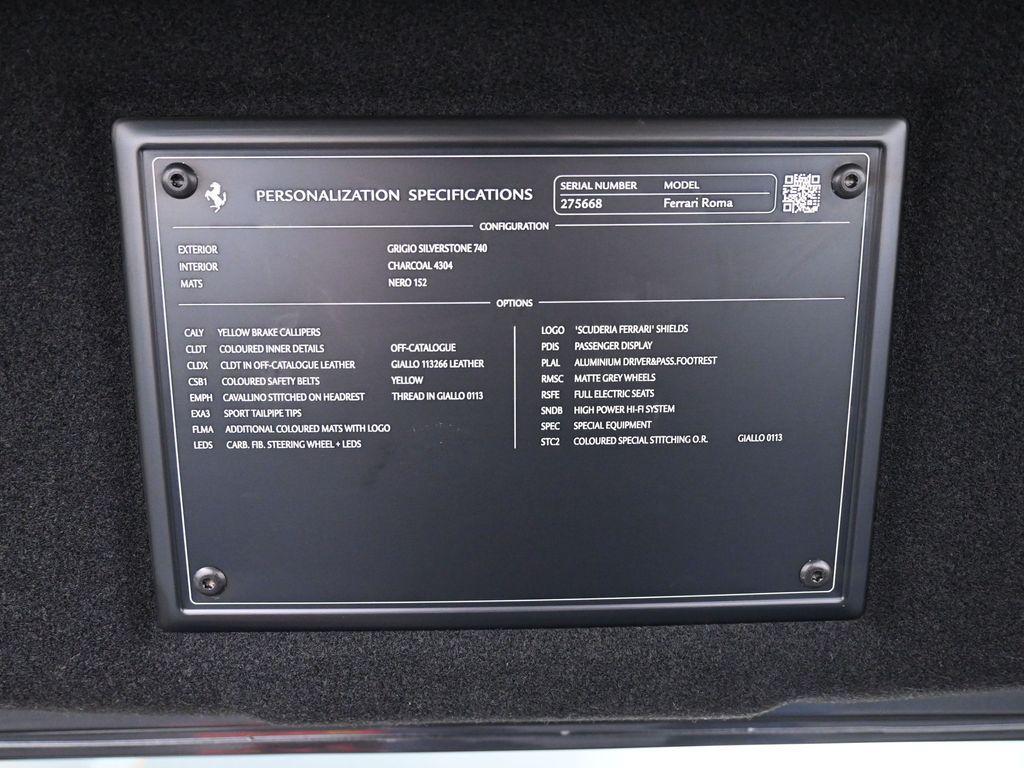 PERSONALIZATION SPECIFICATIONS
SERIAL NUMBER MODEL
275668 Ferrari Roma
CONFIGURATION
EXTERIOR GRIGIO SILVERSTONE 740
INTERIOR CHARCOAL 4304
MATS NERO 152
OPTIONS
CALY YELLOW BRAKE CALLIPERS
CLDT COLOURED INNER DETAILS OFF-CATALOGUE
CLDX CLDT IN OFF-CATALOGUE LEATHER GIALLO 113266 LEATHER
CSB1 COLOURED SAFETY BELTS YELLOW
EMPH CAVALLINO STITCHED ON HEADREST THREAD IN GIALLO 0113
EXA3 SPORT TAILPIPE TIPS
FLMA ADDITIONAL COLOURED MATS WITH LOGO
LEDS CARB. FIB. STEERING WHEEL + LEDS
LOGO 'SCUDERIA FERRARI' SHIELDS
PDIS PASSENGER DISPLAY
PLAL ALUMINIUM DRIVER&PASS.FOOTREST
RMSC MATTE GREY WHEELS
RSFE FULL ELECTRIC SEATS
SNDB HIGH POWER HI-FI SYSTEM
SPEC SPECIAL EQUIPMENT
STC2 COLOURED SPECIAL STITCHING O.R. GIALLO 0113